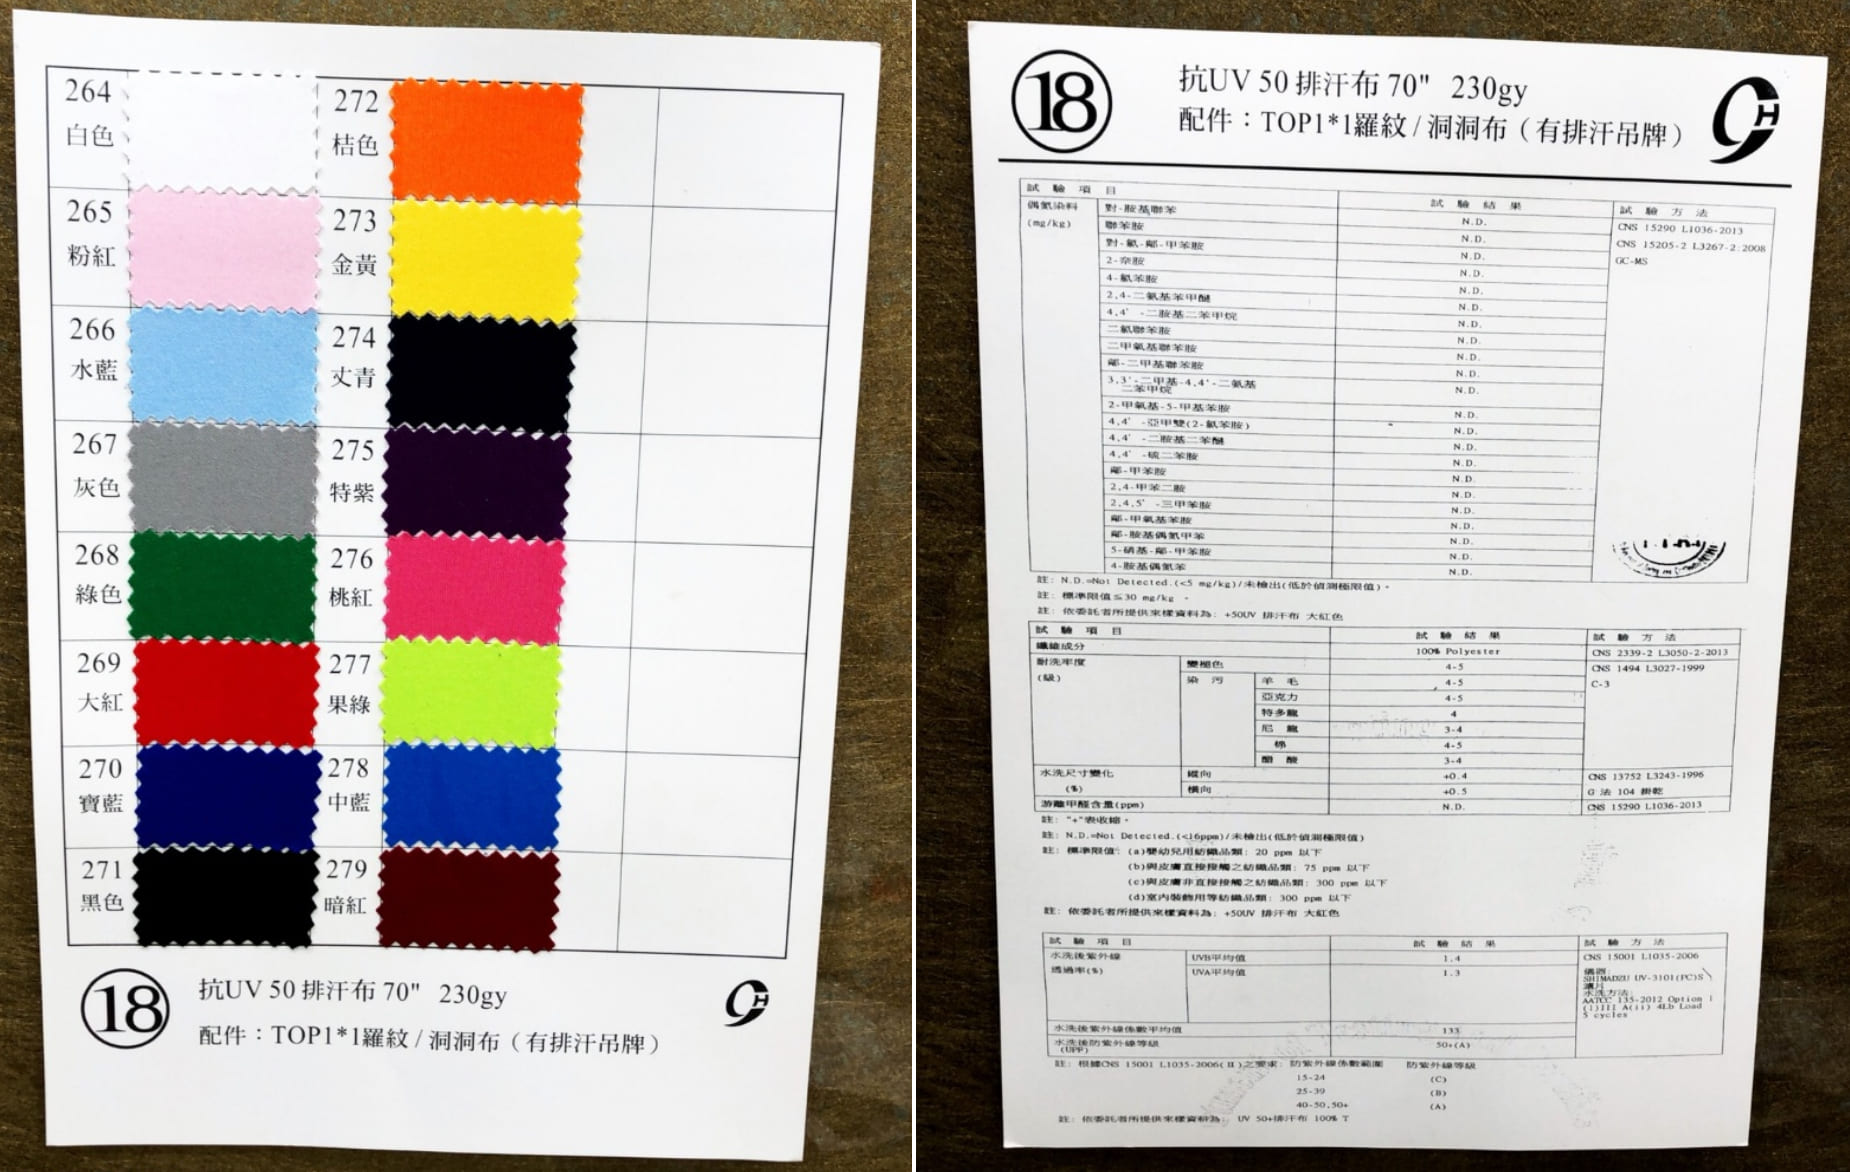 264
白色
265
粉紅
266
水藍
267
灰色
268
綠色
269
大紅
270
寶藍
271
黑色
272
桔色
273
金黃
274
丈青
275
特紫
276
桃紅
277
果綠
278
中藍
279
暗紅
18
抗UV 50 排汗布 70" 230gy
配件：TOP1*1羅紋 / 洞洞布（有排汗吊牌）
18
抗UV 50 排汗布 70" 230gy
配件：TOP1*1羅紋 / 洞洞布（有排汗吊牌）
試驗項目 試驗結果 試驗方法
偶氮染料 (mg/kg)
CNS 15290 L1036-2013
CNS 15205-2 L3267-2:2008
GC-MS
對-胺基聯苯 N.D.
聯苯胺 N.D.
對-氯-鄰-甲苯胺 N.D.
2-奈胺 N.D.
4-氯苯胺 N.D.
2,4-二氨基苯甲醚 N.D.
4,4'-二胺基二苯甲烷 N.D.
二氯聯苯胺 N.D.
二甲氧基聯苯胺 N.D.
鄰-二甲基聯苯胺 N.D.
3,3'-二甲基-4,4'-二氨基二苯甲烷 N.D.
2-甲氧基-5-甲基苯胺 N.D.
4,4'-亞甲雙(2-氯苯胺) N.D.
4,4'-二胺基二苯醚 N.D.
4,4'-硫二苯胺 N.D.
鄰-甲苯胺 N.D.
2,4-甲苯二胺 N.D.
2,4,5'-三甲苯胺 N.D.
鄰-甲氧基苯胺 N.D.
鄰-胺基偶氮甲苯 N.D.
5-硝基-鄰-甲苯胺 N.D.
4-胺基偶氮苯 N.D.
註: N.D.=Not Detected.(<5 mg/kg)/未檢出(低於偵測極限值)。
註: 標準限值≦30 mg/kg 。
註: 依委託者所提供來樣資料為: +50UV 排汗布 大紅色
試驗項目 試驗結果 試驗方法
纖維成分 100% Polyester CNS 2339-2 L3050-2-2013
耐洗牢度 (級) 變褪色 4-5 CNS 1494 L3027-1999
C-3
染污 羊毛 4-5
亞克力 4-5
特多龍 4
尼龍 3-4
棉 4-5
醋酸 3-4
水洗尺寸變化 (%) 縱向 +0.4 CNS 13752 L3243-1996
橫向 +0.5 G 法 104 掛乾
游離甲醛含量(ppm) N.D. CNS 15290 L1036-2013
註: "+"表收縮。
註: N.D.=Not Detected.(<16ppm)/未檢出(低於偵測極限值)
註: 標準限值: (a)嬰幼兒用紡織品類: 20 ppm 以下
(b)與皮膚直接接觸之紡織品類: 75 ppm 以下
(c)與皮膚非直接接觸之紡織品類: 300 ppm 以下
(d)室內裝飾用等紡織品類: 300 ppm 以下
註: 依委託者所提供來樣資料為: +50UV 排汗布 大紅色
試驗項目 試驗結果 試驗方法
水洗後紫外線 UVB平均值 1.4 CNS 15001 L1035-2006
透過率(%) UVA平均值 1.3
儀器:
SHIMADZU UV-3101(PC)S
濾片
水洗方法:
AATCC 135-2012 Option 1
(1)III A(ii) 4Lb Load
5 cycles
水洗後紫外線係數平均值 133
水洗後防紫外線等級 50+(A)
(UPF)
註: 根據CNS 15001 L1035-2006(II)之要求: 防紫外線係數範圍 防紫外線等級
15-24 (C)
25-39 (B)
40-50,50+ (A)
註: 依委託者所提供來樣資料為: UV 50+排汗布 100% T